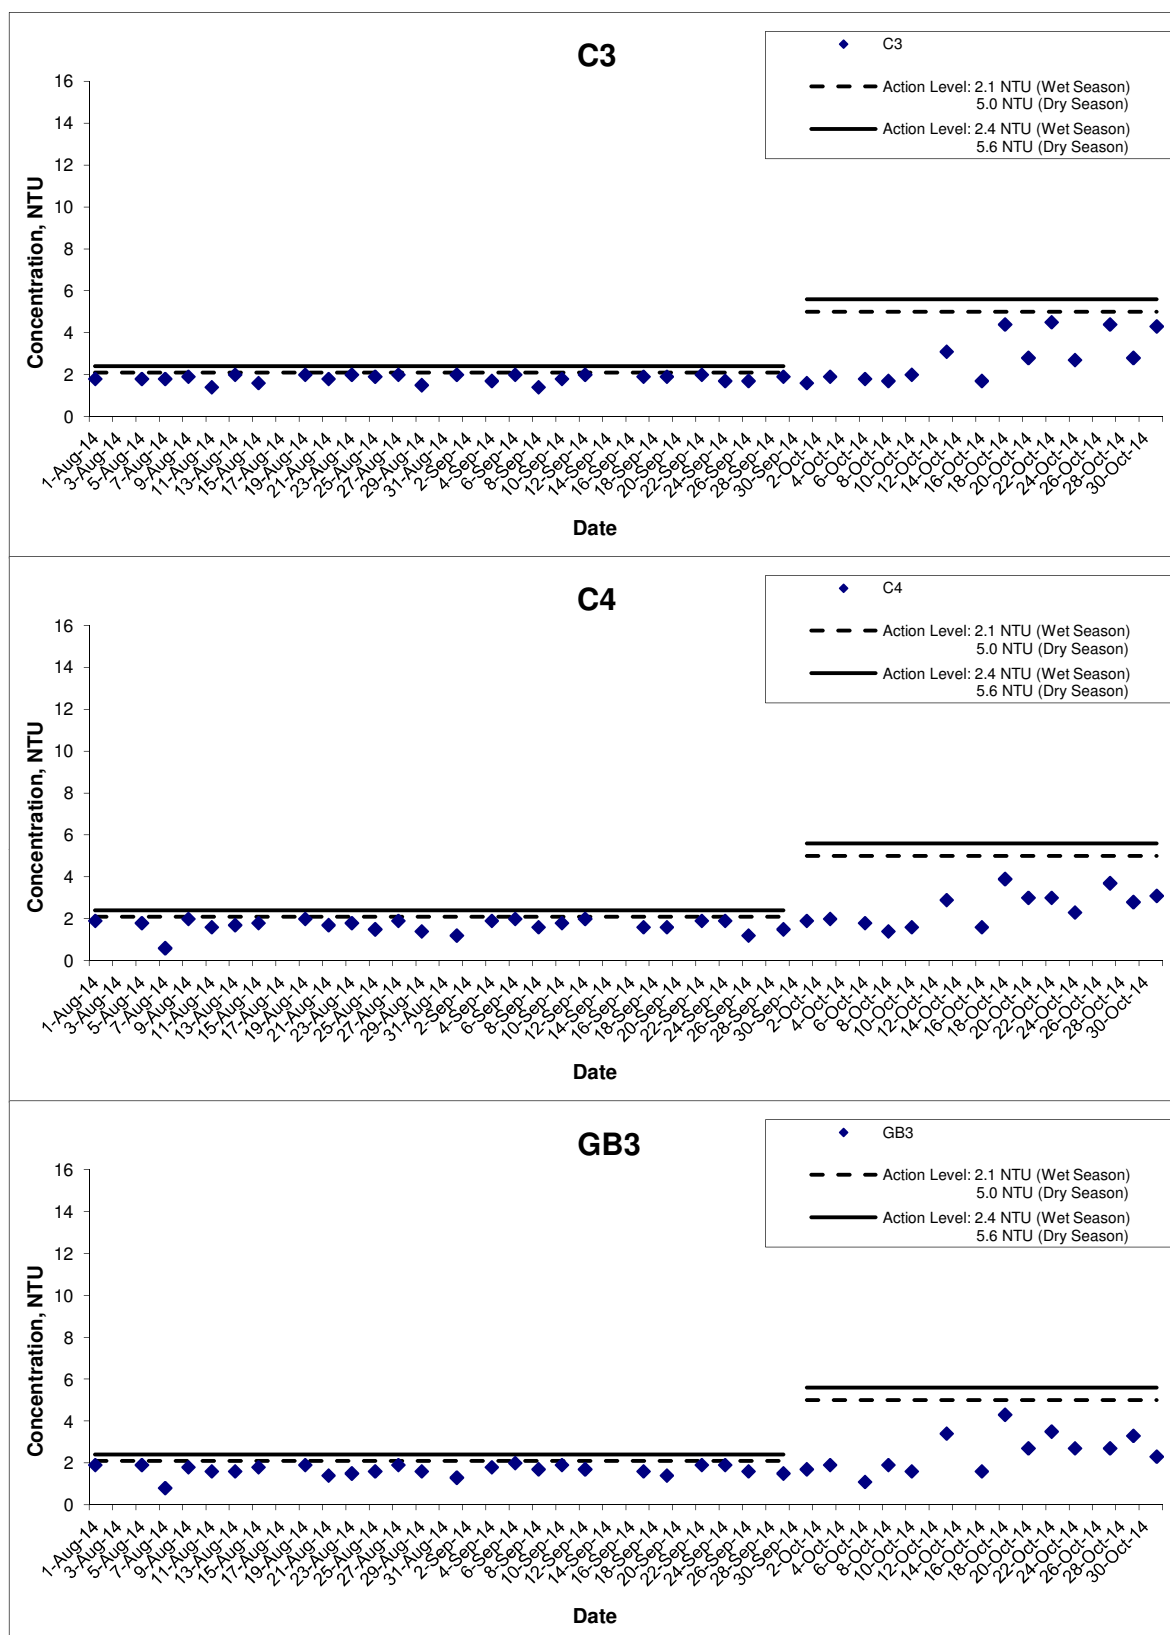 C3
C3
Action Level: 2.1 NTU (Wet Season)
5.0 NTU (Dry Season)
Action Level: 2.4 NTU (Wet Season)
5.6 NTU (Dry Season)
Concentration, NTU
16
14
12
10
8
6
4
2
0
1-Aug-14
3-Aug-14
5-Aug-14
7-Aug-14
9-Aug-14
11-Aug-14
13-Aug-14
15-Aug-14
17-Aug-14
19-Aug-14
21-Aug-14
23-Aug-14
25-Aug-14
27-Aug-14
29-Aug-14
31-Aug-14
2-Sep-14
4-Sep-14
6-Sep-14
8-Sep-14
10-Sep-14
12-Sep-14
14-Sep-14
16-Sep-14
18-Sep-14
20-Sep-14
22-Sep-14
24-Sep-14
26-Sep-14
28-Sep-14
30-Sep-14
2-Oct-14
4-Oct-14
6-Oct-14
8-Oct-14
10-Oct-14
12-Oct-14
14-Oct-14
16-Oct-14
18-Oct-14
20-Oct-14
22-Oct-14
24-Oct-14
26-Oct-14
28-Oct-14
30-Oct-14
Date
C4
C4
Action Level: 2.1 NTU (Wet Season)
5.0 NTU (Dry Season)
Action Level: 2.4 NTU (Wet Season)
5.6 NTU (Dry Season)
Concentration, NTU
16
14
12
10
8
6
4
2
0
1-Aug-14
3-Aug-14
5-Aug-14
7-Aug-14
9-Aug-14
11-Aug-14
13-Aug-14
15-Aug-14
17-Aug-14
19-Aug-14
21-Aug-14
23-Aug-14
25-Aug-14
27-Aug-14
29-Aug-14
31-Aug-14
2-Sep-14
4-Sep-14
6-Sep-14
8-Sep-14
10-Sep-14
12-Sep-14
14-Sep-14
16-Sep-14
18-Sep-14
20-Sep-14
22-Sep-14
24-Sep-14
26-Sep-14
28-Sep-14
30-Sep-14
2-Oct-14
4-Oct-14
6-Oct-14
8-Oct-14
10-Oct-14
12-Oct-14
14-Oct-14
16-Oct-14
18-Oct-14
20-Oct-14
22-Oct-14
24-Oct-14
26-Oct-14
28-Oct-14
30-Oct-14
Date
GB3
GB3
Action Level: 2.1 NTU (Wet Season)
5.0 NTU (Dry Season)
Action Level: 2.4 NTU (Wet Season)
5.6 NTU (Dry Season)
Concentration, NTU
16
14
12
10
8
6
4
2
0
1-Aug-14
3-Aug-14
5-Aug-14
7-Aug-14
9-Aug-14
11-Aug-14
13-Aug-14
15-Aug-14
17-Aug-14
19-Aug-14
21-Aug-14
23-Aug-14
25-Aug-14
27-Aug-14
29-Aug-14
31-Aug-14
2-Sep-14
4-Sep-14
6-Sep-14
8-Sep-14
10-Sep-14
12-Sep-14
14-Sep-14
16-Sep-14
18-Sep-14
20-Sep-14
22-Sep-14
24-Sep-14
26-Sep-14
28-Sep-14
30-Sep-14
2-Oct-14
4-Oct-14
6-Oct-14
8-Oct-14
10-Oct-14
12-Oct-14
14-Oct-14
16-Oct-14
18-Oct-14
20-Oct-14
22-Oct-14
24-Oct-14
26-Oct-14
28-Oct-14
30-Oct-14
Date